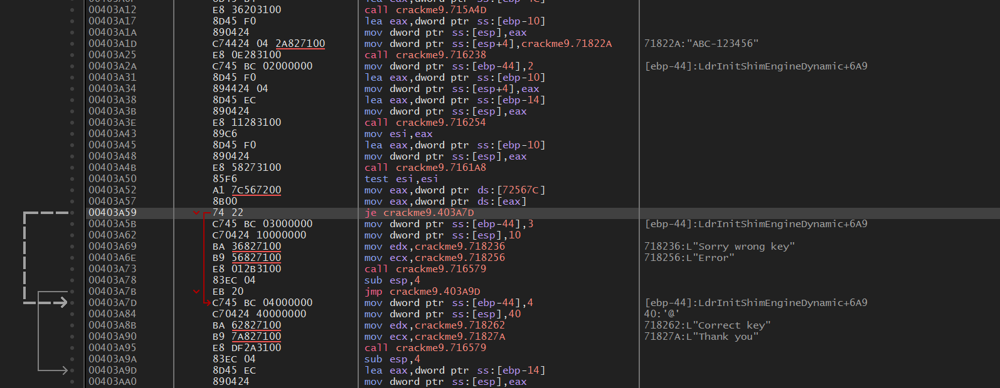 00403A12 E8 36203100 call crackme9.715A4D
00403A17 8D45 F0 lea eax,dword ptr ss:[ebp-10]
00403A1A 890424 mov dword ptr ss:[esp],eax
00403A1D C74424 04 2A827100 mov dword ptr ss:[esp+4],crackme9.71822A 71822A:"ABC-123456"
00403A25 E8 0E283100 call crackme9.716238
00403A2A C745 BC 02000000 mov dword ptr ss:[ebp-44],2 [ebp-44]:LdrInitShimEngineDynamic+6A9
00403A31 8D45 F0 lea eax,dword ptr ss:[ebp-10]
00403A34 894424 04 mov dword ptr ss:[esp+4],eax
00403A38 8D45 EC lea eax,dword ptr ss:[ebp-14]
00403A3B 890424 mov dword ptr ss:[esp],eax
00403A3E E8 11283100 call crackme9.716254
00403A43 89C6 mov esi,eax
00403A45 8D45 F0 lea eax,dword ptr ss:[ebp-10]
00403A48 890424 mov dword ptr ss:[esp],eax
00403A4B E8 58273100 call crackme9.7161A8
00403A50 85F6 test esi,esi
00403A52 A1 7C567200 mov eax,dword ptr ds:[72567C]
00403A57 8B00 mov eax,dword ptr ds:[eax]
00403A59 74 22 je crackme9.403A7D
00403A5B C745 BC 03000000 mov dword ptr ss:[ebp-44],3 [ebp-44]:LdrInitShimEngineDynamic+6A9
00403A62 C70424 10000000 mov dword ptr ss:[esp],10
00403A69 BA 36827100 mov edx,crackme9.718236 718236:L"Sorry wrong key"
00403A6E B9 56827100 mov ecx,crackme9.718256 718256:L"Error"
00403A73 E8 012B3100 call crackme9.716579
00403A78 83EC 04 sub esp,4
00403A7B EB 20 jmp crackme9.403A9D
00403A7D C745 BC 04000000 mov dword ptr ss:[ebp-44],4 [ebp-44]:LdrInitShimEngineDynamic+6A9
00403A84 C70424 40000000 mov dword ptr ss:[esp],40 40:'@'
00403A8B BA 62827100 mov edx,crackme9.718262 718262:L"Correct key"
00403A90 B9 7A827100 mov ecx,crackme9.71827A 71827A:L"Thank you"
00403A95 E8 DF2A3100 call crackme9.716579
00403A9A 83EC 04 sub esp,4
00403A9D 8D45 EC lea eax,dword ptr ss:[ebp-14]
00403AA0 890424 mov dword ptr ss:[esp],eax